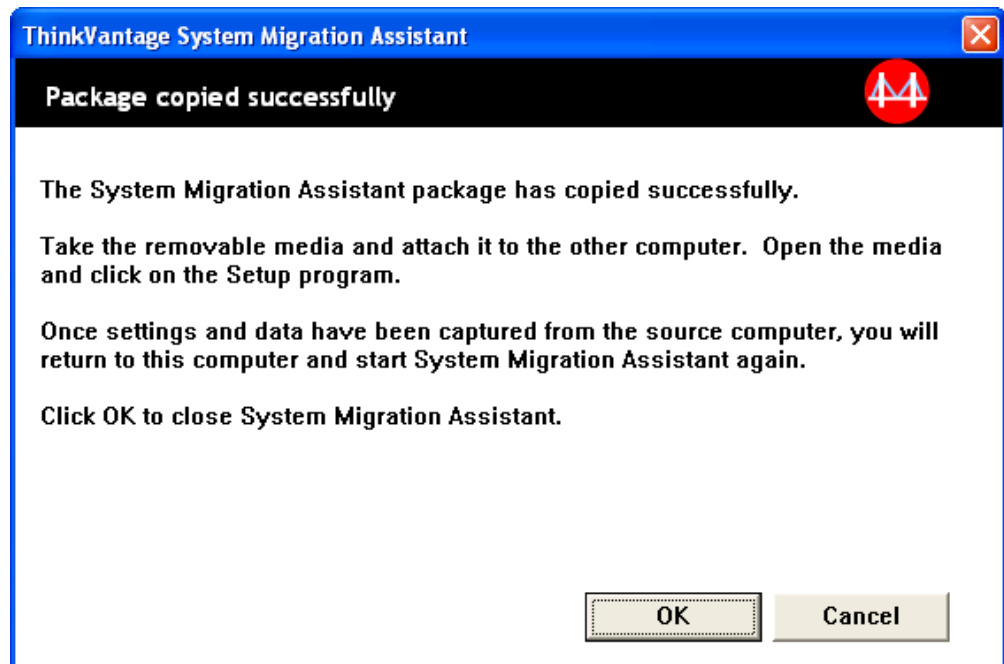 ThinkVantage System Migration Assistant
Package copied successfully
The System Migration Assistant package has copied successfully.
Take the removable media and attach it to the other computer.  Open the media
and click on the Setup program.
Once settings and data have been captured from the source computer, you will
return to this computer and start System Migration Assistant again.
Click OK to close System Migration Assistant.
OK
Cancel